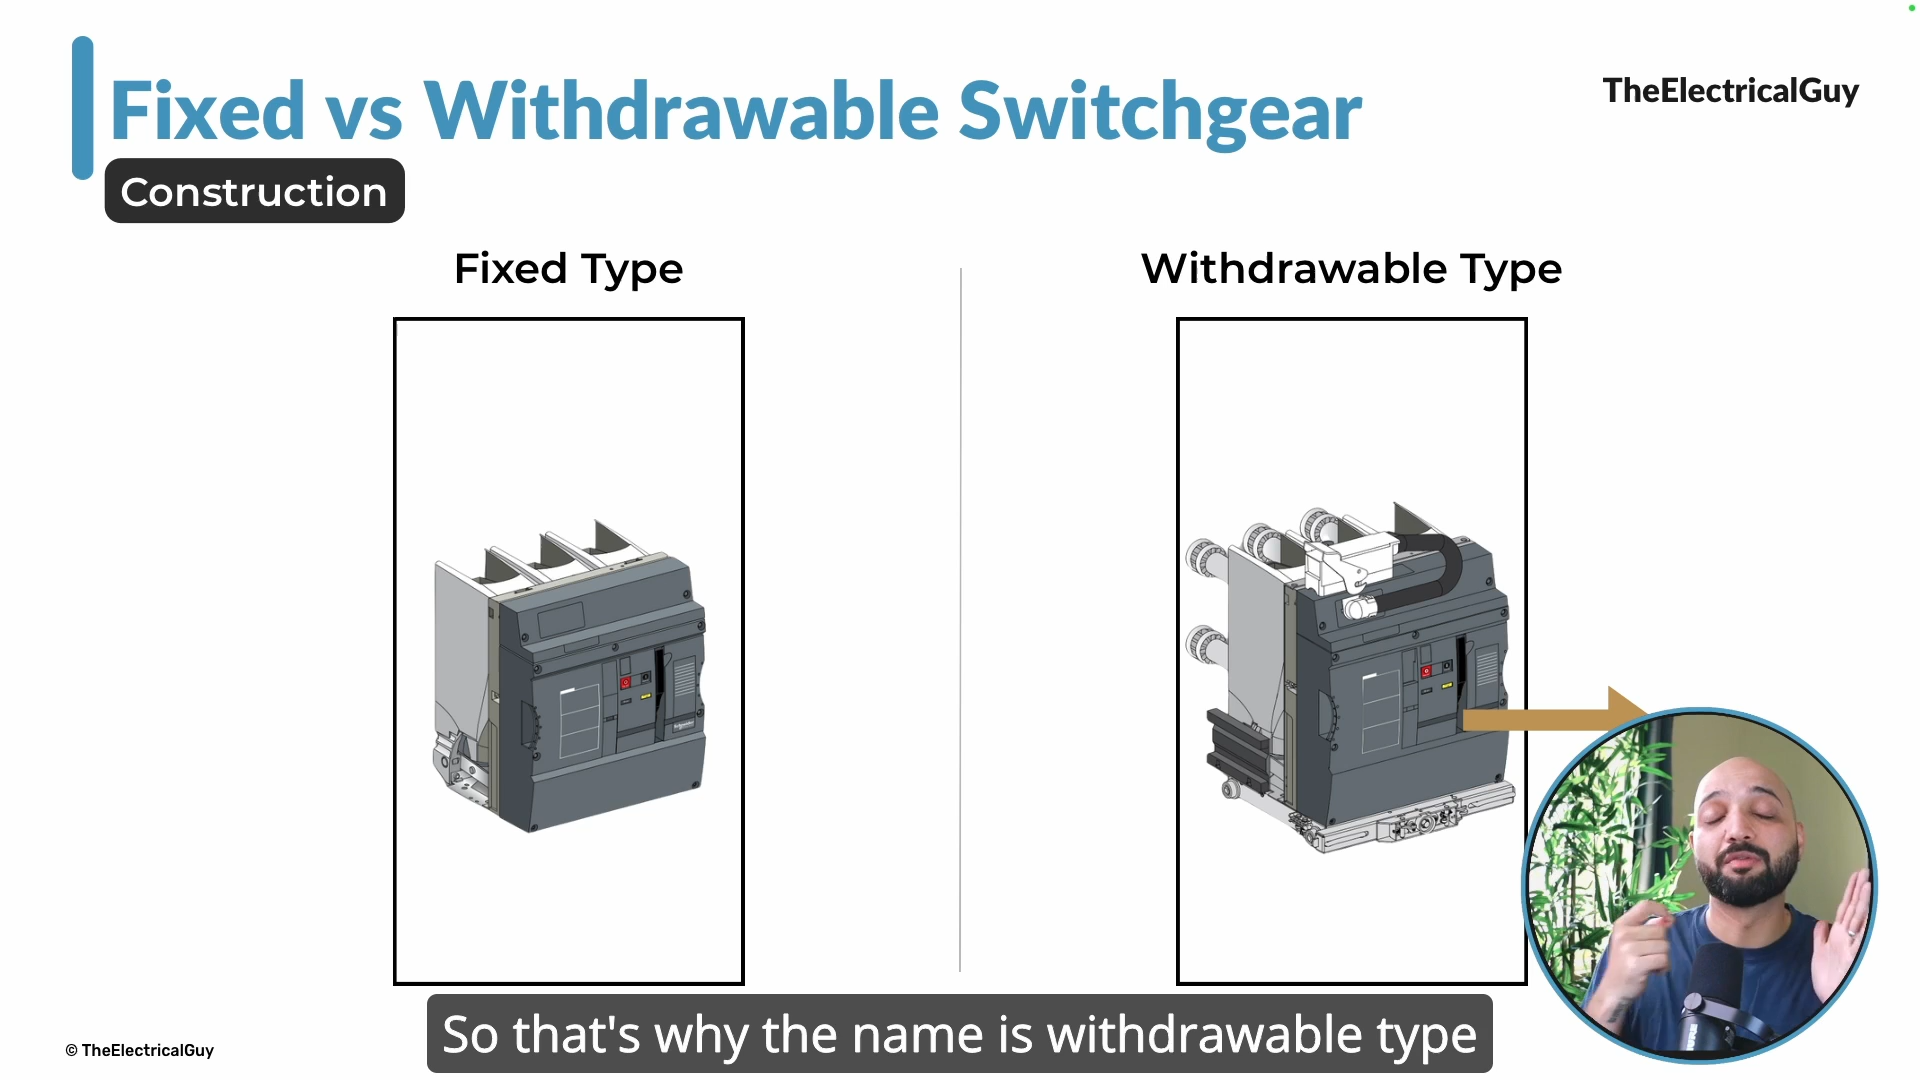 Fixed vs Withdrawable Switchgear
TheElectricalGuy
Construction
Fixed Type
Withdrawable Type
So that's why the name is withdrawable type
© TheElectricalGuy